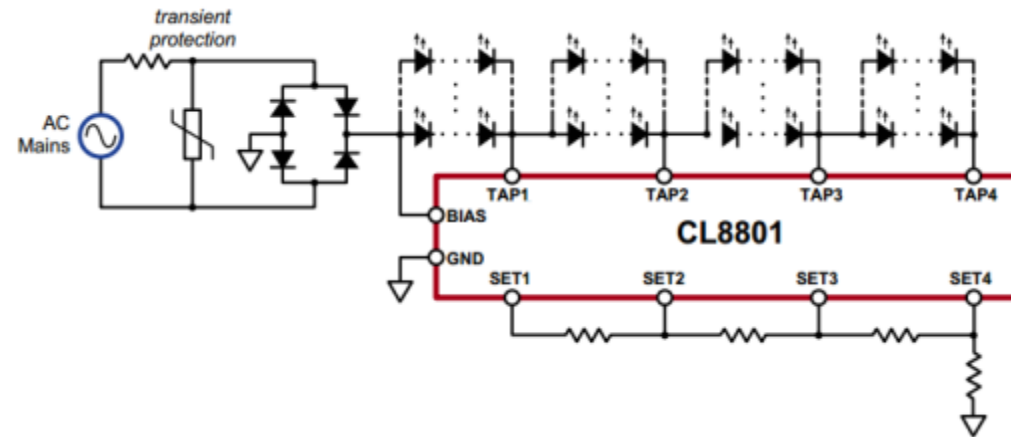 transient
protection
AC
Mains
TAP1
TAP2
TAP3
TAP4
BIAS
CL8801
GND
SET1
SET2
SET3
SET4